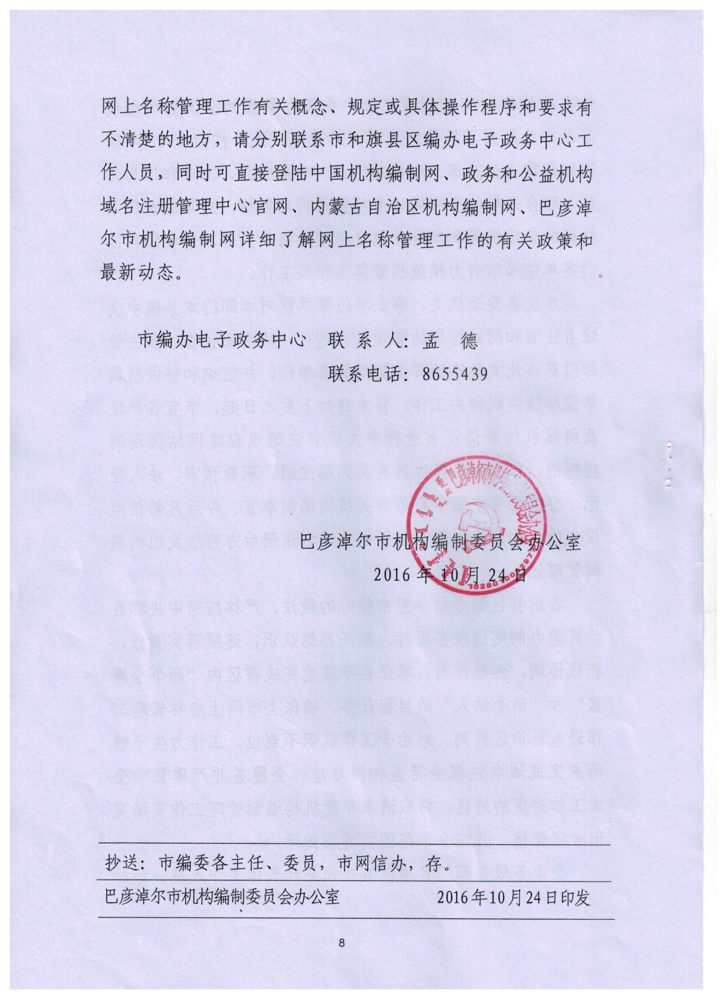 网上名称管理工作有关概念、规定或具体操作程序和要求有
不清楚的地方，请分别联系市和旗县区编办电子政务中心工
作人员，同时可直接登陆中国机构编制网、政务和公益机构
域名注册管理中心官网、内蒙古自治区机构编制网、巴彦淖
尔市机构编制网详细了解网上名称管理工作的有关政策和
最新动态。
市编办电子政务中心 联 系 人：孟 德
联系电话：8655439
巴彦淖尔市机构编制委员会办公室
2016 年 10 月 24 日
抄送：市编委各主任、委员，市网信办，存。
巴彦淖尔市机构编制委员会办公室 2016年10月24日印发
8